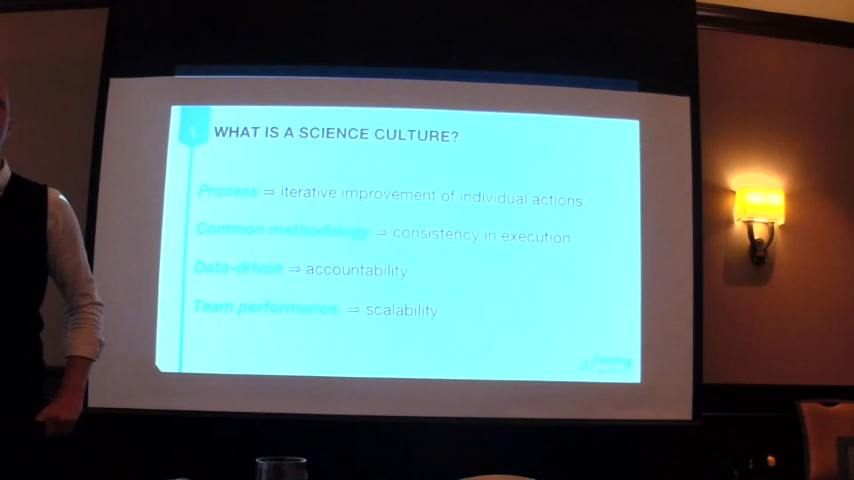 1.
WHAT IS A SCIENCE CULTURE?
Process ⇒ iterative improvement of individual actions
Common methodology ⇒ consistency in execution
Data-driven ⇒ accountability
Team performance ⇒ scalability